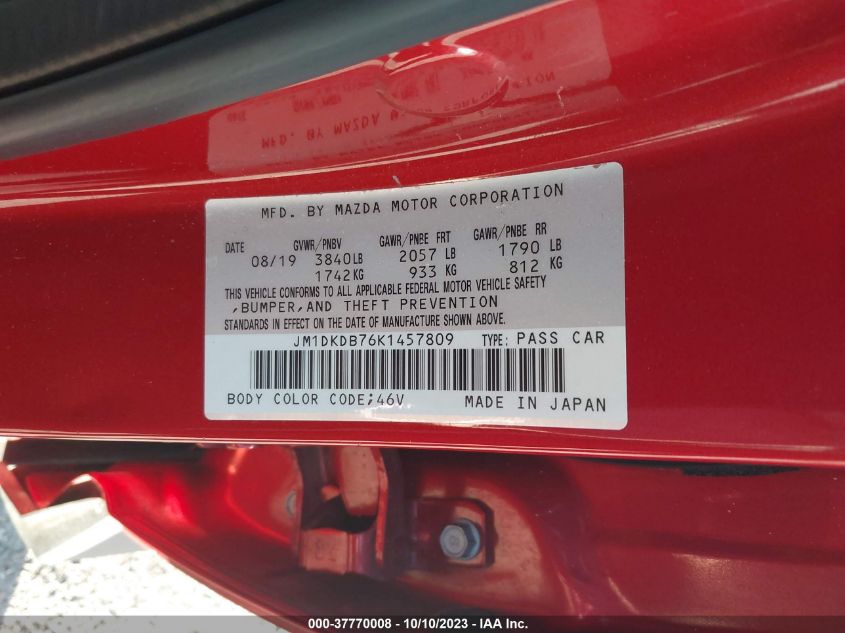 MFD. BY MAZDA MOTOR CORPORATION
DATE GVWR/PNBV GAWR/PNBE FRT GAWR/PNBE RR
08/19 3840LB 2057 LB 1790 LB
1742KG 933 KG 812 KG
THIS VEHICLE CONFORMS TO ALL APPLICABLE FEDERAL MOTOR VEHICLE SAFETY
,BUMPER,AND THEFT PREVENTION
STANDARDS IN EFFECT ON THE DATE OF MANUFACTURE SHOWN ABOVE.
JM1DKDB76K1457809 TYPE: PASS CAR
BODY COLOR CODE;46V MADE IN JAPAN
000-37770008 - 10/10/2023 - IAA Inc.